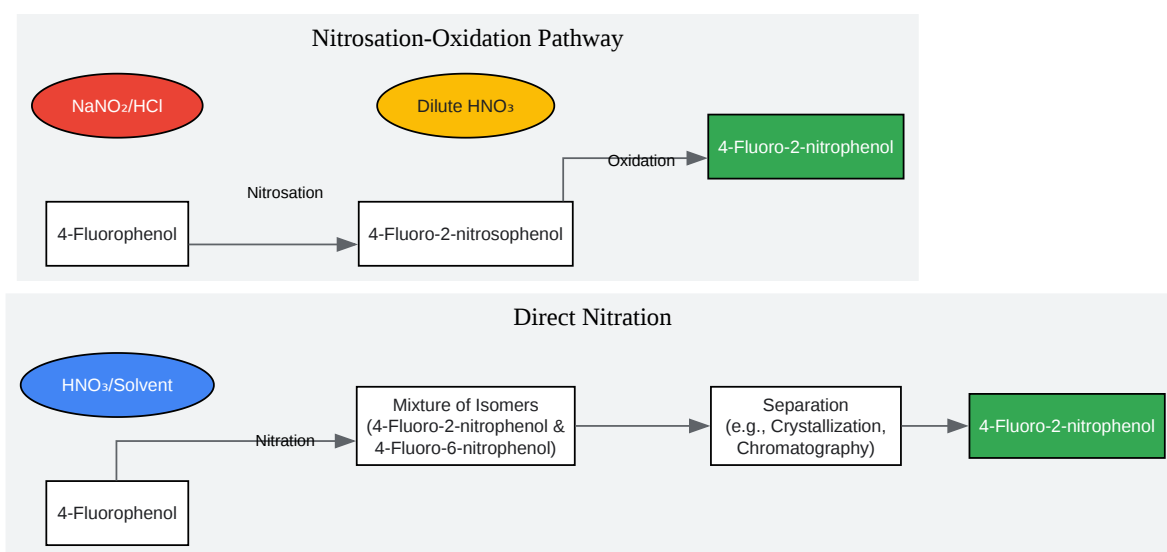 Nitrosation-Oxidation Pathway
NaNO₂/HCl
Dilute HNO₃
4-Fluoro-2-nitrophenol
Oxidation
Nitrosation
4-Fluorophenol
4-Fluoro-2-nitrosophenol
Direct Nitration
HNO₃/Solvent
Mixture of Isomers
(4-Fluoro-2-nitrophenol &
4-Fluoro-6-nitrophenol)
Separation
(e.g., Crystallization,
Chromatography)
4-Fluoro-2-nitrophenol
Nitration
4-Fluorophenol